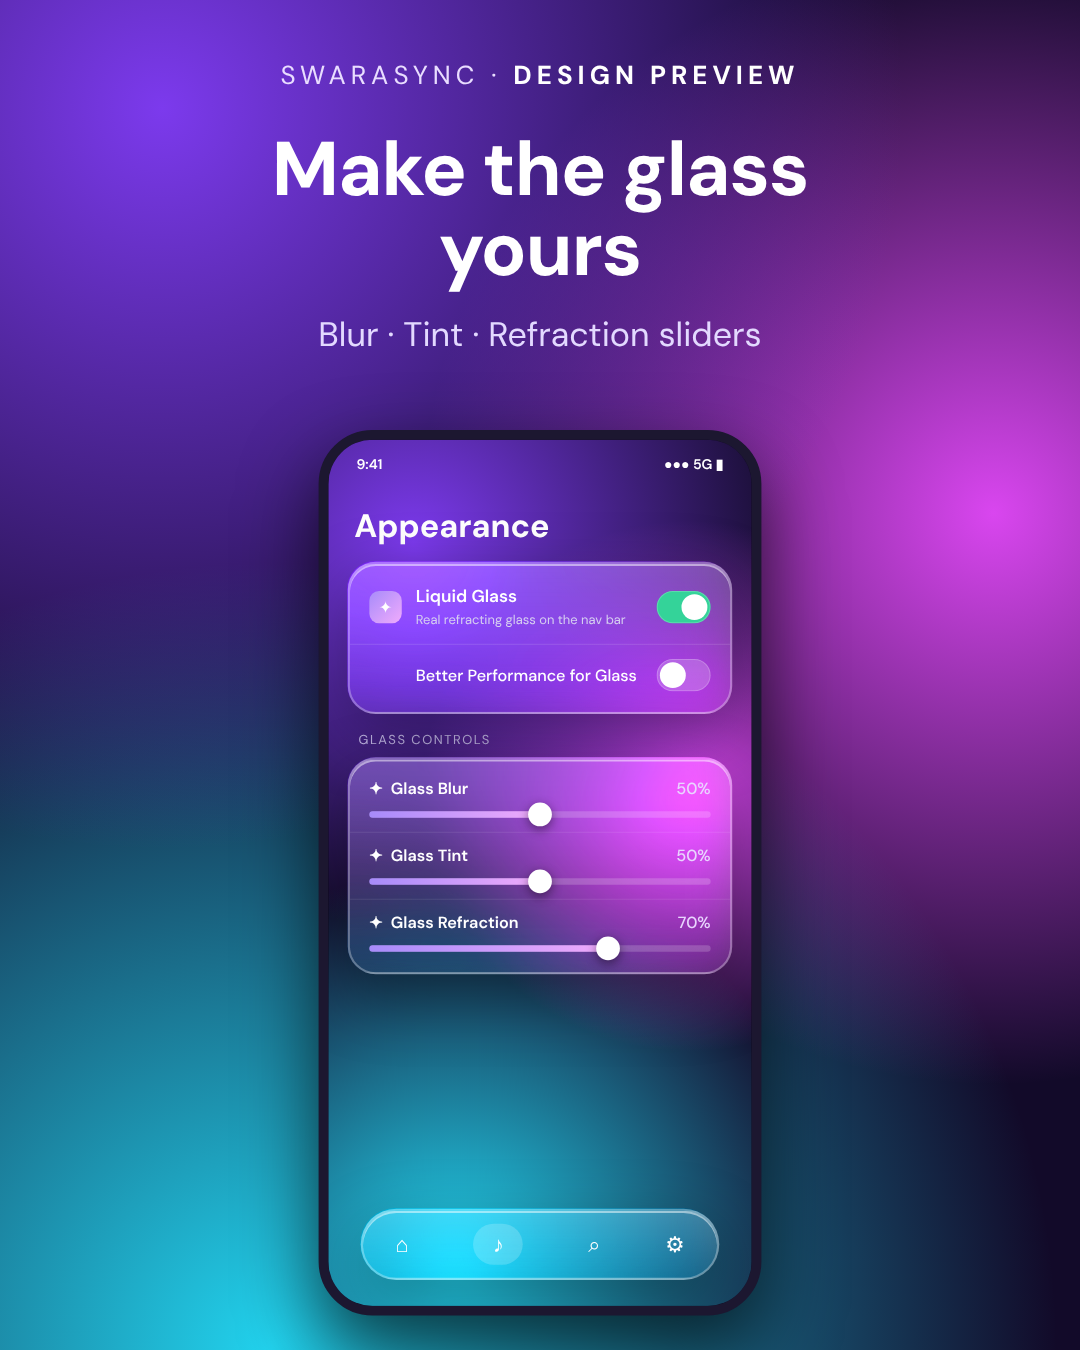 SWARASYNC · DESIGN PREVIEW
Make the glass
yours
Blur · Tint · Refraction sliders
9:41 ●●● 5G ▮
Appearance
Liquid Glass
Real refracting glass on the nav bar
Better Performance for Glass
GLASS CONTROLS
✦ Glass Blur 50%
✦ Glass Tint 50%
✦ Glass Refraction 70%